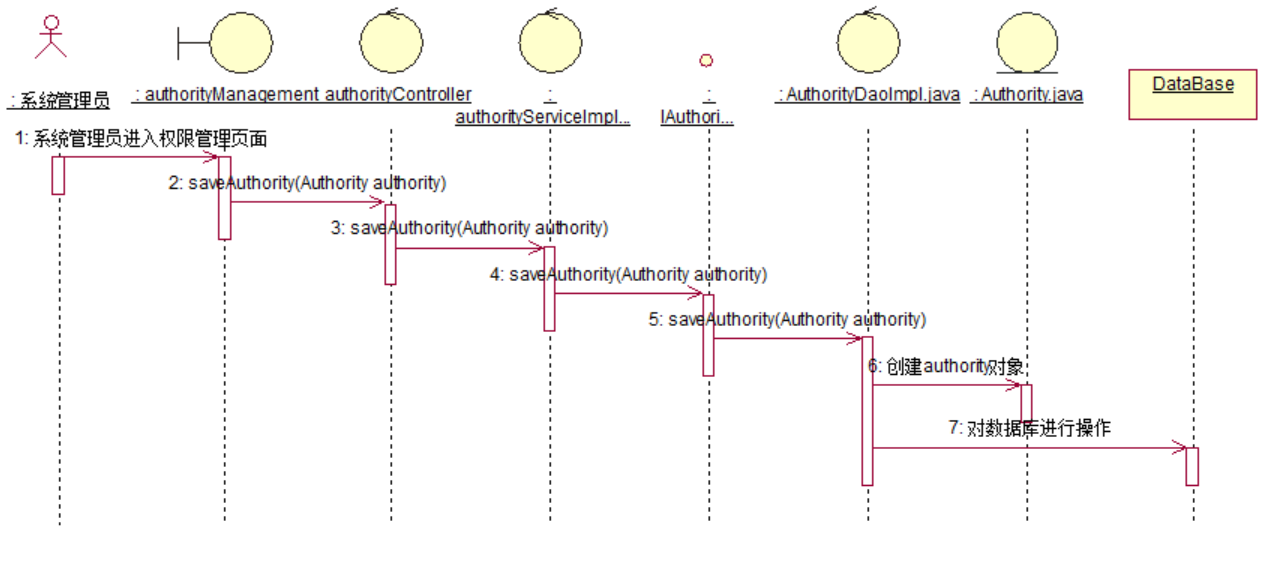 : 系统管理员
: authorityManagement
authorityController
:
authorityServiceImpl...
:
IAuthori...
: AuthorityDaoImpl.java
: Authority.java
DataBase
1: 系统管理员进入权限管理页面
2: saveAuthority(Authority authority)
3: saveAuthority(Authority authority)
4: saveAuthority(Authority authority)
5: saveAuthority(Authority authority)
6: 创建authority对象
7: 对数据库进行操作